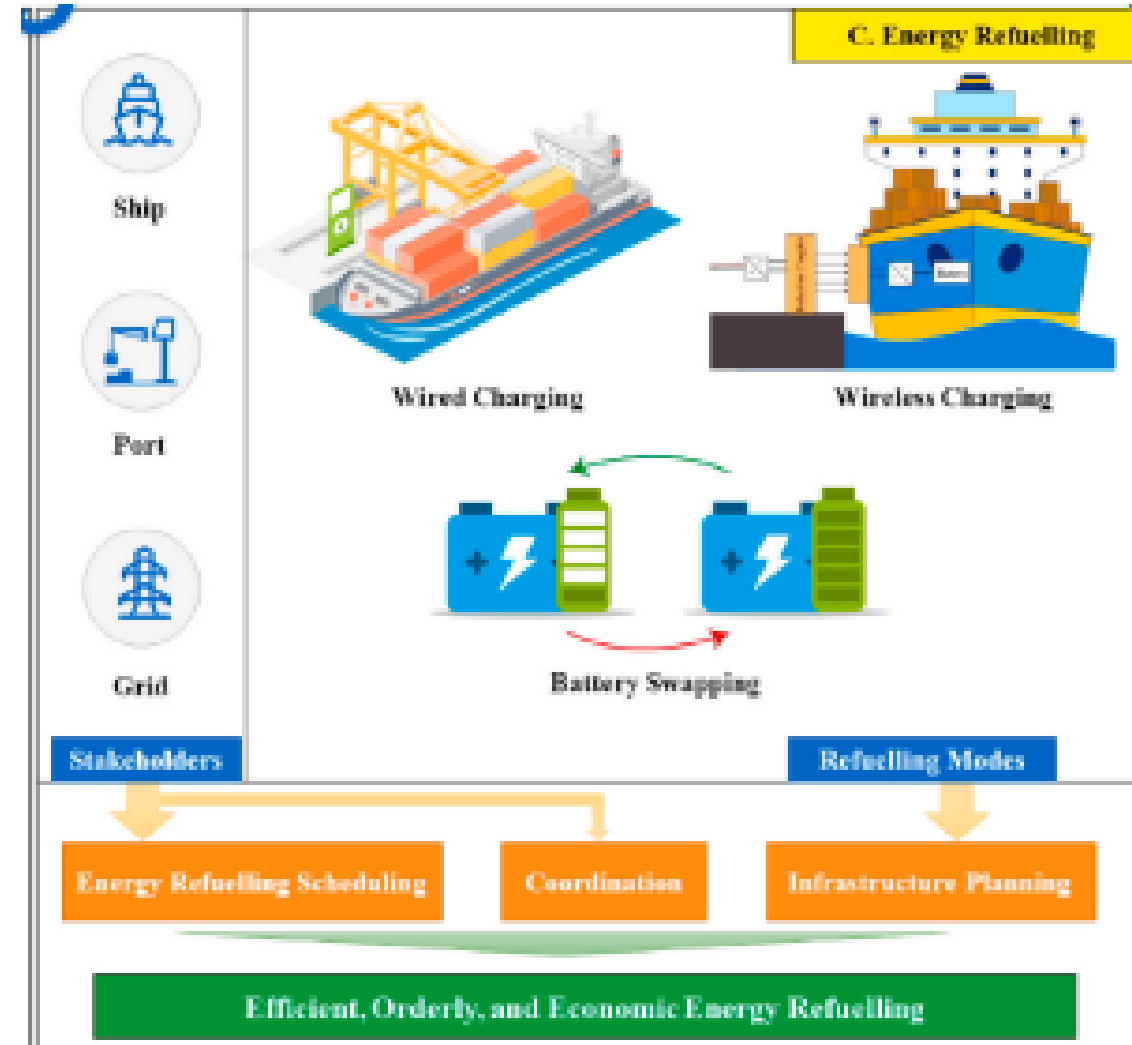 C. Energy Refuelling
Ship
Port
Grid
Stakeholders
Wired Charging
Wireless Charging
Battery Swapping
Refuelling Modes
Energy Refuelling Scheduling
Coordination
Infrastructure Planning
Efficient, Orderly, and Economic Energy Refuelling